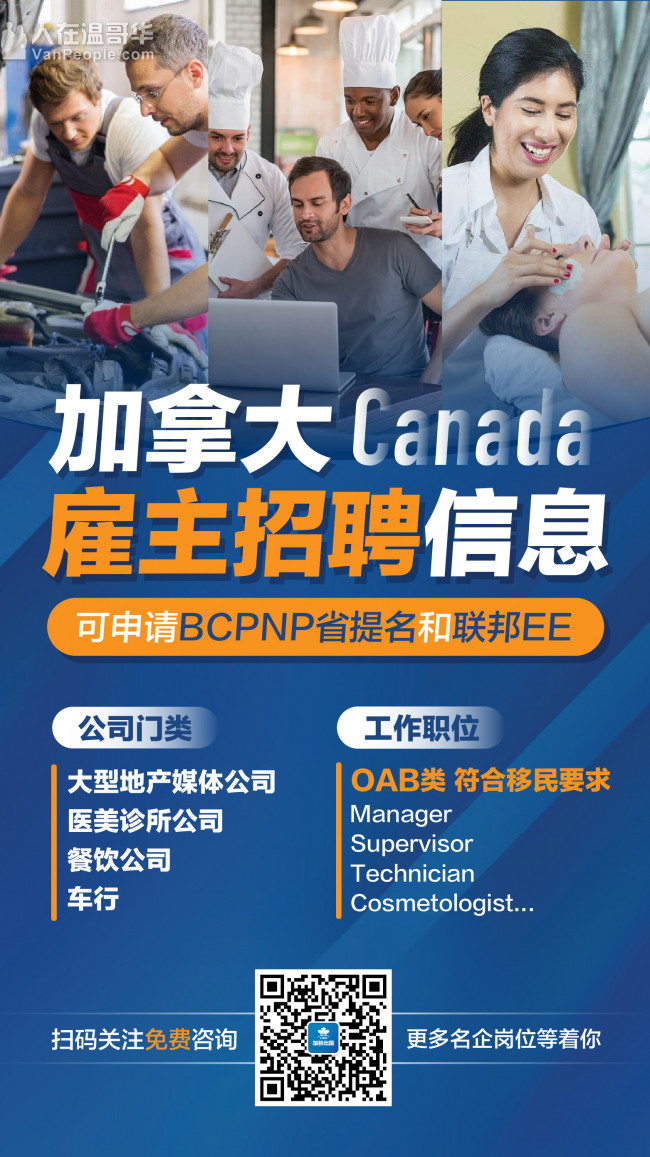 人在温哥华
VanPeople.com
加拿大 Canada
雇主招聘信息
可申请BCPNP省提名和联邦EE
公司门类
大型地产媒体公司
医美诊所公司
餐饮公司
车行
工作职位
OAB类 符合移民要求
Manager
Supervisor
Technician
Cosmetologist...
扫码关注免费咨询
更多名企岗位等着你